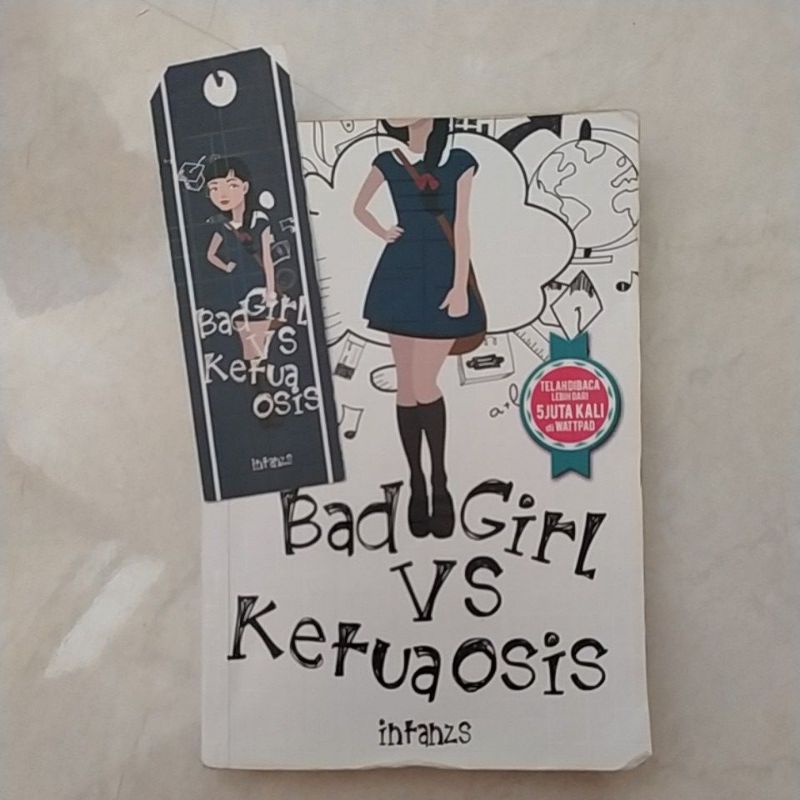 Bad Girl
vs
Ketua
osis
intanzs
a+b
TELAH DIBACA
LEBIH DARI
5 JUTA KALI
di WATTPAD
Bad Girl
vs
Ketua osis
intanzs